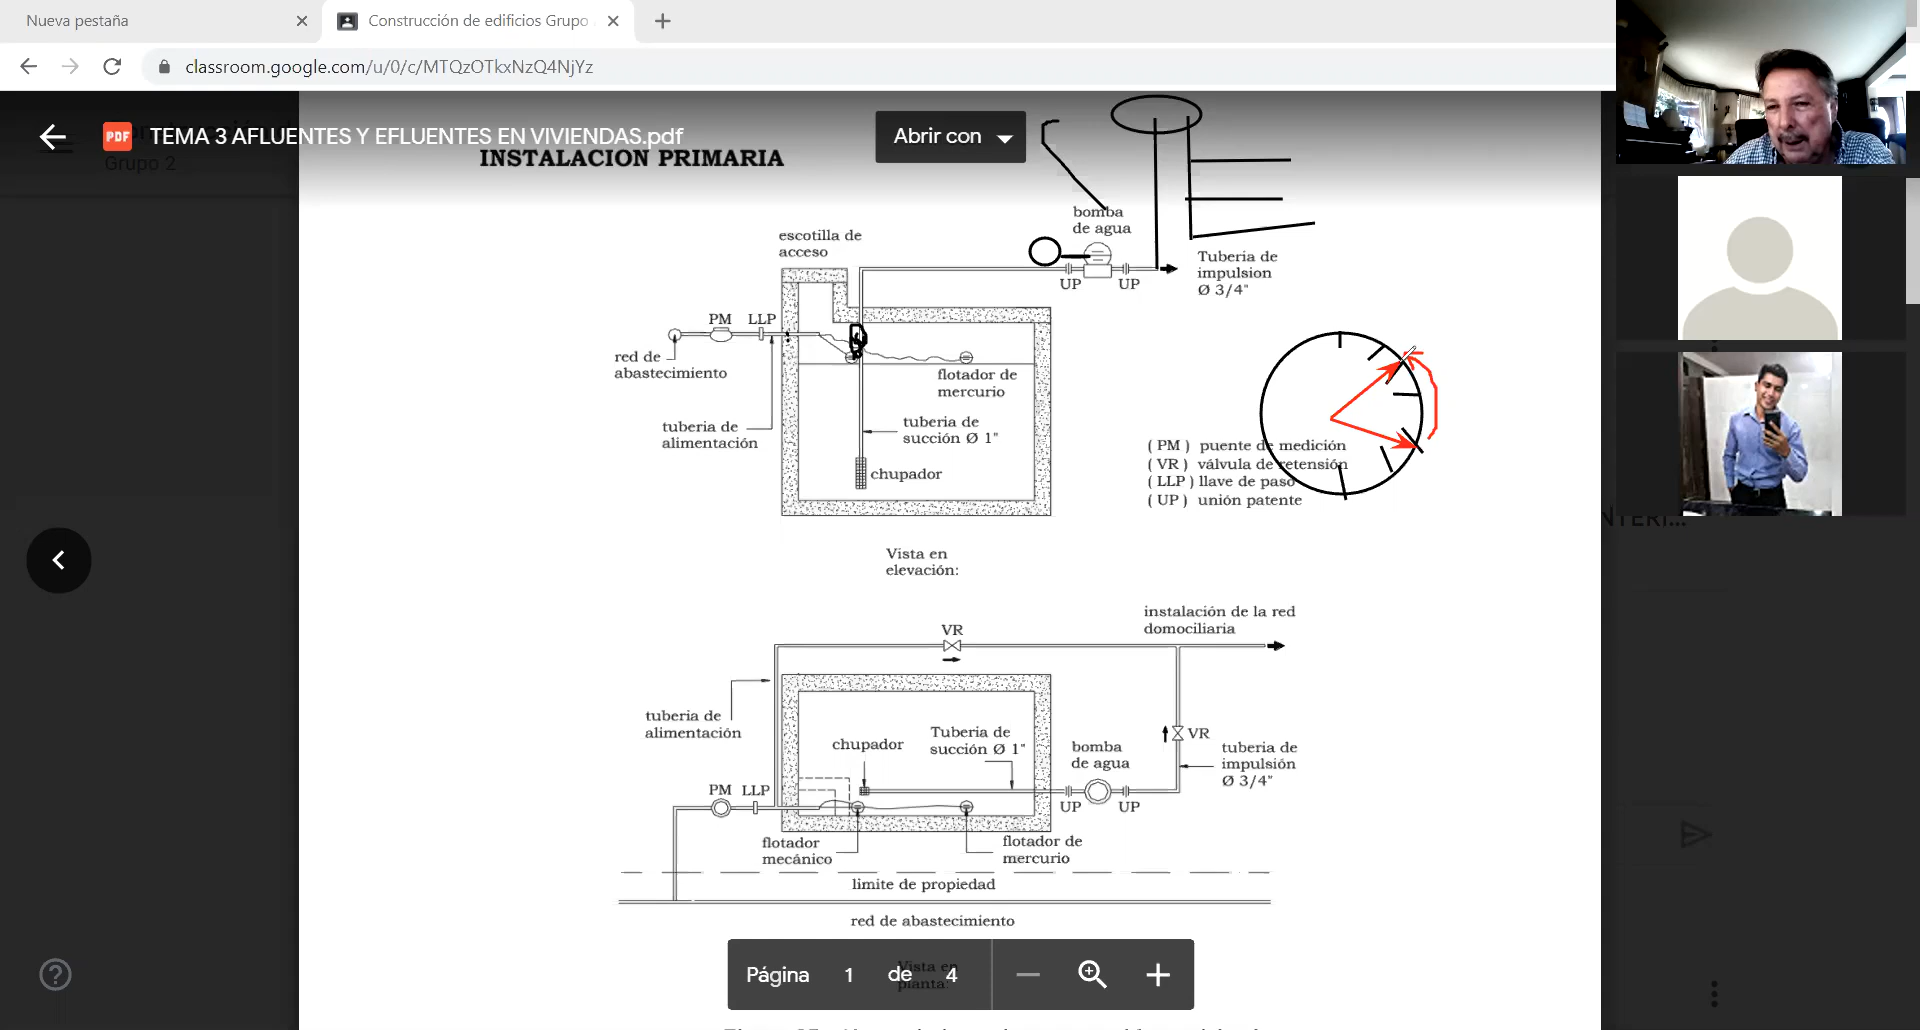 Nueva pestaña
Construcción de edificios Grupo
classroom.google.com/u/0/c/MTQzOTkxNzQ4NjYz
PDF TEMA 3 AFLUENTES Y EFLUENTES EN VIVIENDAS.pdf
Abrir con
Grupo 2
INSTALACION PRIMARIA
bomba
de agua
escotilla de
acceso
Tuberia de
impulsion
Ø 3/4"
UP UP
PM LLP
red de
abastecimiento
flotador de
mercurio
tuberia de
alimentación
tuberia de
succión Ø 1"
chupador
( PM ) puente de medición
( VR ) válvula de retensión
( LLP ) llave de paso
( UP ) unión patente
Vista en
elevación:
instalación de la red
domociliaria
VR
tuberia de
alimentación
chupador
Tuberia de
succión Ø 1"
bomba
de agua
VR
tuberia de
impulsión
Ø 3/4"
PM LLP
UP UP
flotador
mecánico
flotador de
mercurio
limite de propiedad
red de abastecimiento
Página 1 de 4
Vista en
planta: